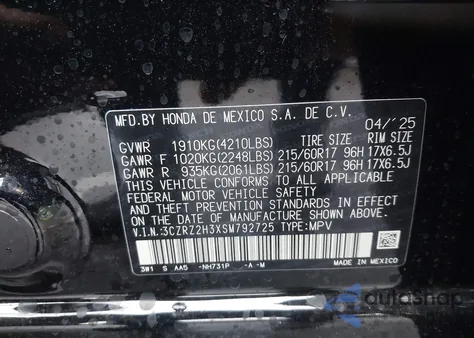 MFD.BY HONDA DE MEXICO S.A. DE C.V.
04/'25
GVWR 1910KG(4210LBS) TIRE SIZE RIM SIZE
GAWR F 1020KG(2248LBS) 215/60R17 96H 17X6.5J
GAWR R 935KG(2061LBS) 215/60R17 96H 17X6.5J
THIS VEHICLE CONFORMS TO ALL APPLICABLE
FEDERAL MOTOR VEHICLE SAFETY
AND THEFT PREVENTION STANDARDS IN EFFECT
ON THE DATE OF MANUFACTURE SHOWN ABOVE.
V.I.N.:3CZRZ2H3XSM792725 TYPE:MPV
3W1 S AA5 -NH731P -A -M MADE IN MEXICO
autoshop